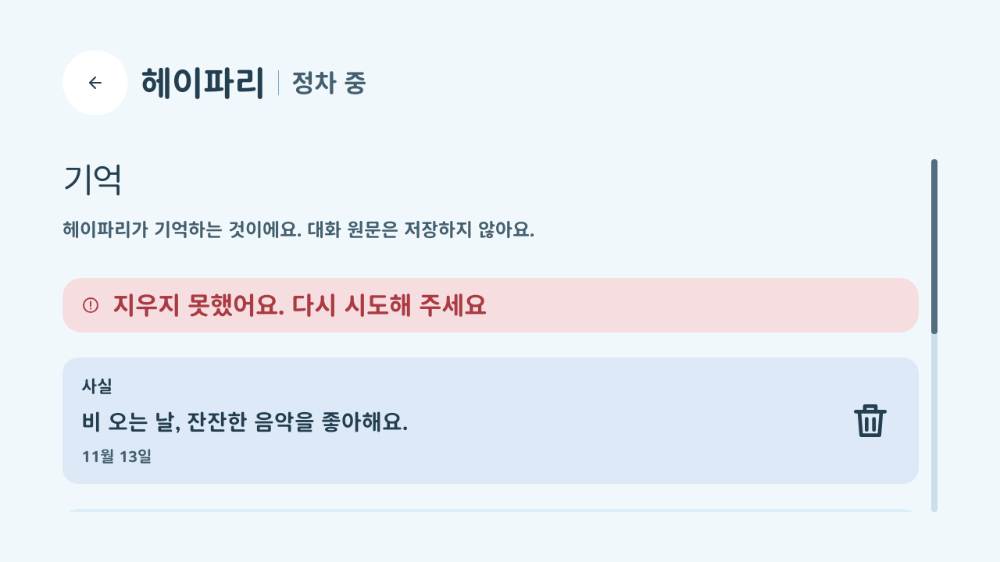 헤이파리
정차 중
기억
헤이파리가 기억하는 것이에요. 대화 원문은 저장하지 않아요.
지우지 못했어요. 다시 시도해 주세요
사실
비 오는 날, 잔잔한 음악을 좋아해요.
11월 13일